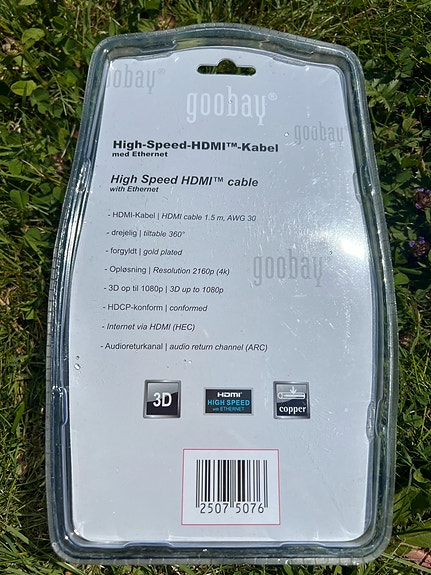 goobay®
goobay®
goobay®
High-Speed-HDMI™-Kabel
med Ethernet
High Speed HDMI™ cable
with Ethernet
- HDMI-Kabel | HDMI cable 1.5 m, AWG 30
- drejelig | tiltable 360°
- forgyldt | gold plated
goobay®
- Opløsning | Resolution 2160p (4k)
- 3D op til 1080p | 3D up to 1080p
- HDCP-konform | conformed
- Internet via HDMI (HEC)
- Audioreturkanal | audio return channel (ARC)
3D
HDMI®
HIGH SPEED
with ETHERNET
copper
2507 5076